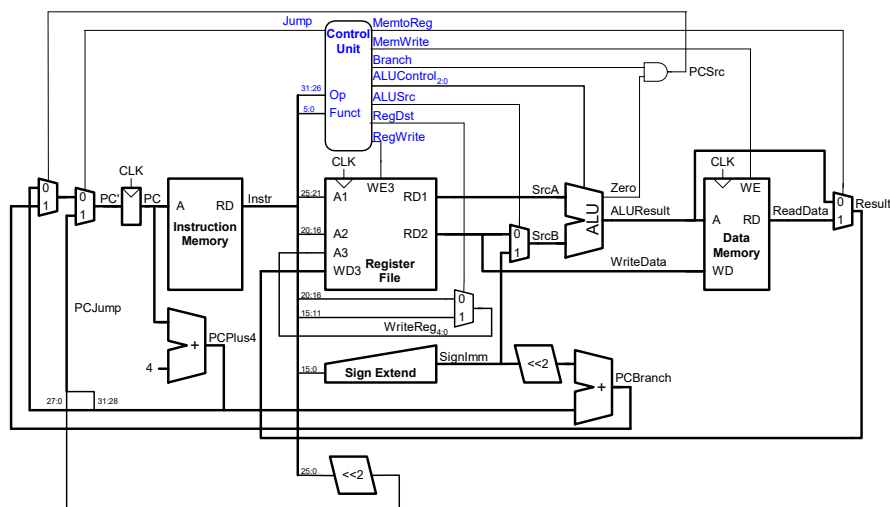 Jump
Control
Unit
MemtoReg
MemWrite
Branch
PCSrc
ALUControl2:0
31:26
Op
ALUSrc
5:0
Funct
RegDst
RegWrite
CLK
CLK
CLK
0
1
0
1
PC'
PC
A
RD
Instruction
Memory
Instr
25:21
A1
WE3
RD1
SrcA
Zero
WE
20:16
A2
RD2
0
1
SrcB
ALU
ALUResult
A
RD
ReadData
0
1
Result
A3
Data
Memory
WD3
Register
File
WriteData
WD
PCJump
20:16
0
15:11
1
WriteReg4:0
PCPlus4
+
4
SignImm
<<2
15:0
Sign Extend
+
PCBranch
27:0
31:28
25:0
<<2